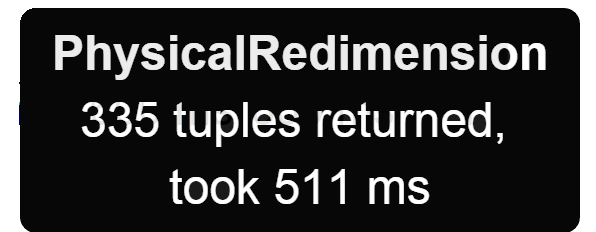 PhysicalRedimension
335 tuples returned,
took 511 ms